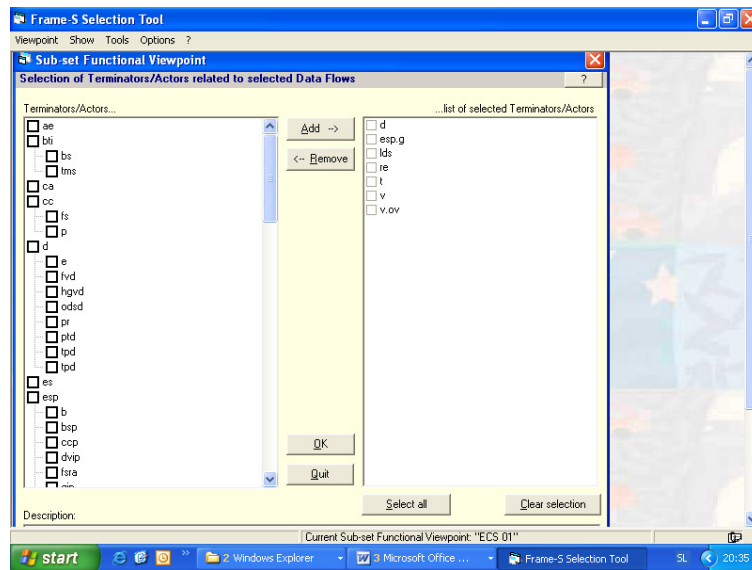 Frame-S Selection Tool
Viewpoint Show Tools Options ?
Sub-set Functional Viewpoint
Selection of Terminators/Actors related to selected Data Flows ?
Terminators/Actors...
...list of selected Terminators/Actors
ae
bti
bs
tms
ca
cc
fs
p
d
e
fvd
hgvd
odsd
pr
ptd
tpd
tpd
es
esp
b
bsp
ccp
dvip
fsra
Add -->
<-- Remove
OK
Quit
d
esp.g
lds
re
t
v
v.ov
Select all
Clear selection
Description:
Current Sub-set Functional Viewpoint: "ECS 01"
start
2 Windows Explorer
3 Microsoft Office ...
Frame-S Selection Tool
SL
20:35